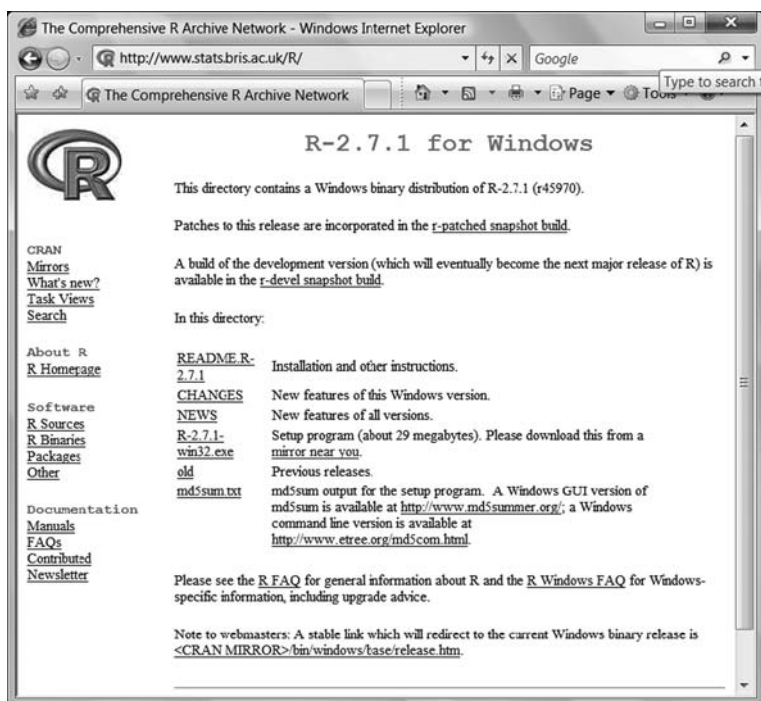 The Comprehensive R Archive Network - Windows Internet Explorer
http://www.stats.bris.ac.uk/R/
Google
Type to search
The Comprehensive R Archive Network
Page
Tools
R
R-2.7.1 for Windows
This directory contains a Windows binary distribution of R-2.7.1 (r45970).
Patches to this release are incorporated in the r-patched snapshot build.
A build of the development version (which will eventually become the next major release of R) is
available in the r-devel snapshot build.
In this directory:
README.R-
2.7.1
Installation and other instructions.
CHANGES
New features of this Windows version.
NEWS
New features of all versions.
R-2.7.1-
win32.exe
Setup program (about 29 megabytes). Please download this from a
mirror near you.
old
Previous releases.
md5sum.txt
md5sum output for the setup program. A Windows GUI version of
md5sum is available at http://www.md5summer.org/; a Windows
command line version is available at
http://www.etree.org/md5com.html.
Please see the R FAQ for general information about R and the R Windows FAQ for Windows-
specific information, including upgrade advice.
Note to webmasters: A stable link which will redirect to the current Windows binary release is
<CRAN MIRROR>/bin/windows/base/release.htm.
CRAN
Mirrors
What's new?
Task Views
Search
About R
R Homepage
Software
R Sources
R Binaries
Packages
Other
Documentation
Manuals
FAQs
Contributed
Newsletter